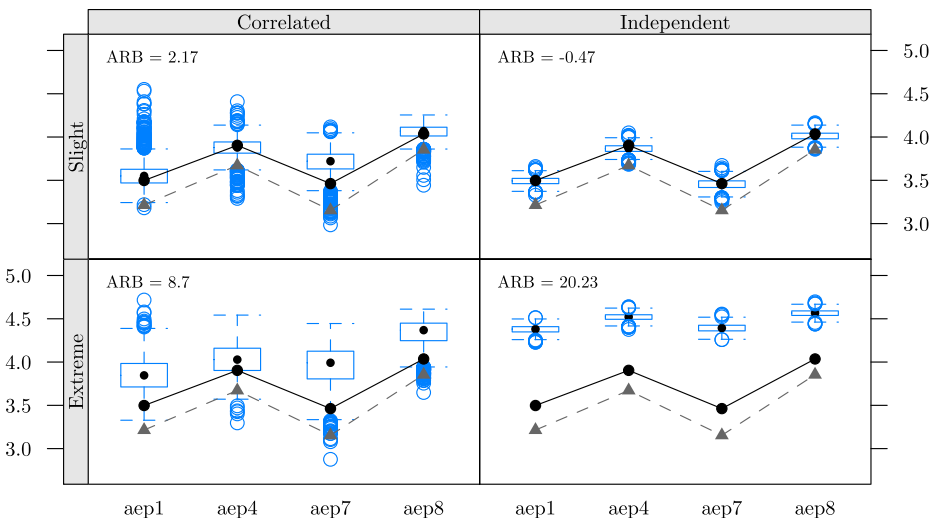 Correlated Independent
Slight
ARB = 2.17
ARB = -0.47
5.0
4.5
4.0
3.5
3.0
Extreme
5.0
4.5
4.0
3.5
3.0
ARB = 8.7
ARB = 20.23
aep1 aep4 aep7 aep8 aep1 aep4 aep7 aep8